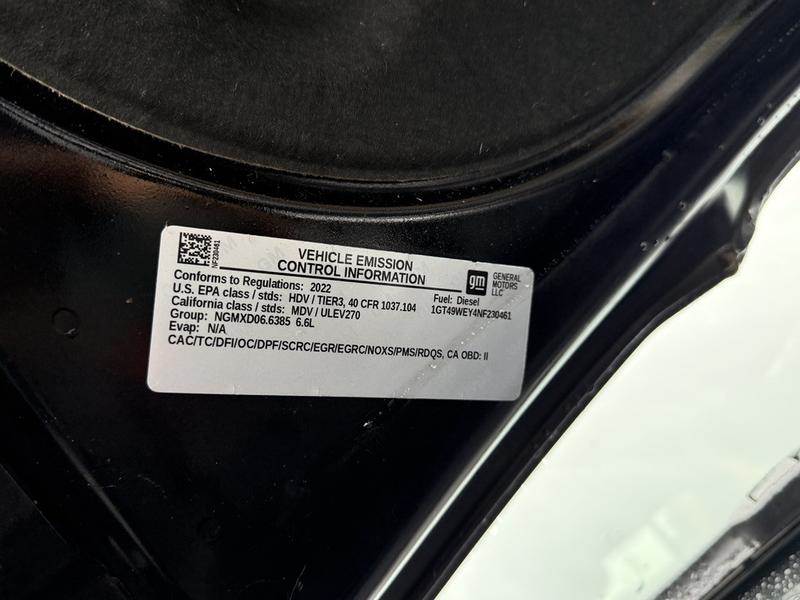 NF230461
VEHICLE EMISSION
CONTROL INFORMATION
gm
GENERAL
MOTORS
LLC
Conforms to Regulations: 2022
U.S. EPA class / stds: HDV / TIER3, 40 CFR 1037.104
Fuel: Diesel
California class / stds: MDV / ULEV270
1GT49WEY4NF230461
Group: NGMXD06.6385 6.6L
Evap: N/A
CAC/TC/DFI/OC/DPF/SCRC/EGR/EGRC/NOXS/PMS/RDQS, CA OBD: II